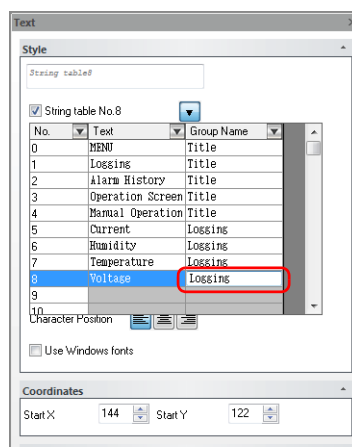 Text
Style
String table8
String table No.8
No. Text Group Name
0 MENU Title
1 Logging Title
2 Alarm History Title
3 Operation Screen Title
4 Manual Operation Title
5 Current Logging
6 Humidity Logging
7 Temperature Logging
8 Voltage Logging
9
10
Character Position
Use Windows fonts
Coordinates
Start X 144 Start Y 122